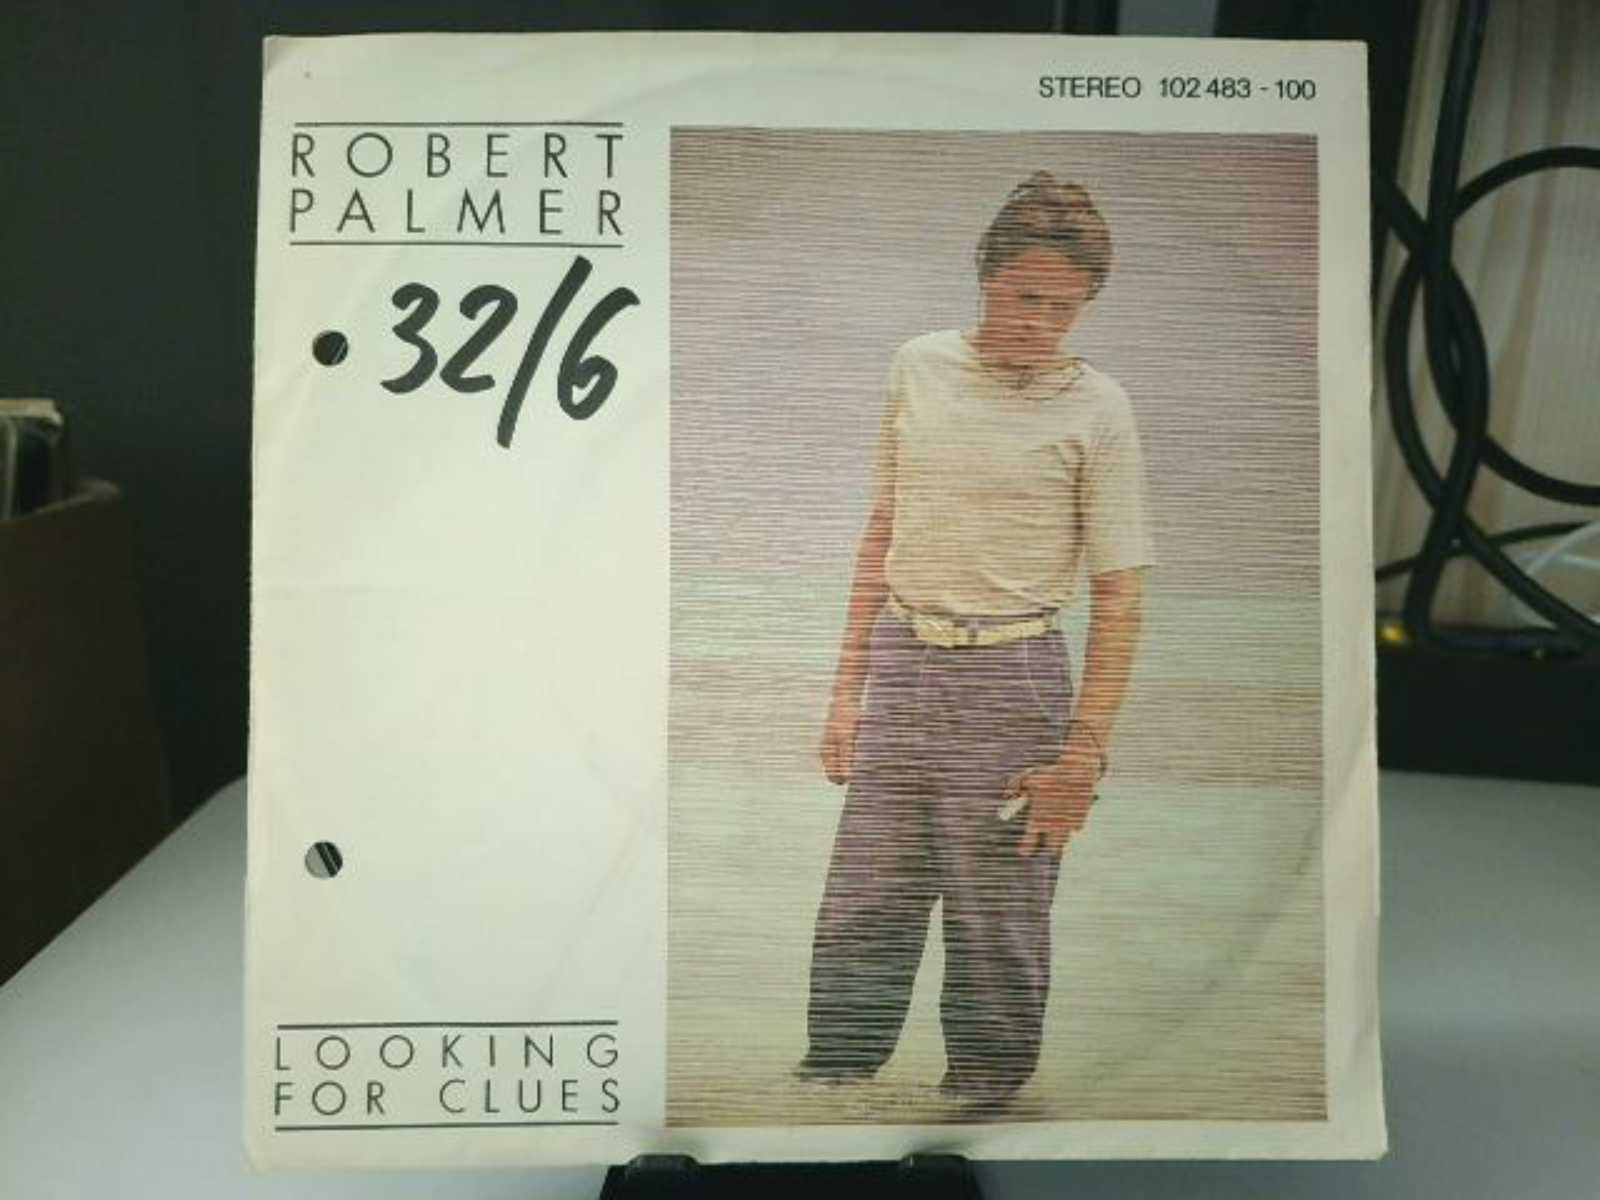 STEREO 102 483 - 100
ROBERT
PALMER
32/6
LOOKING
FOR CLUES